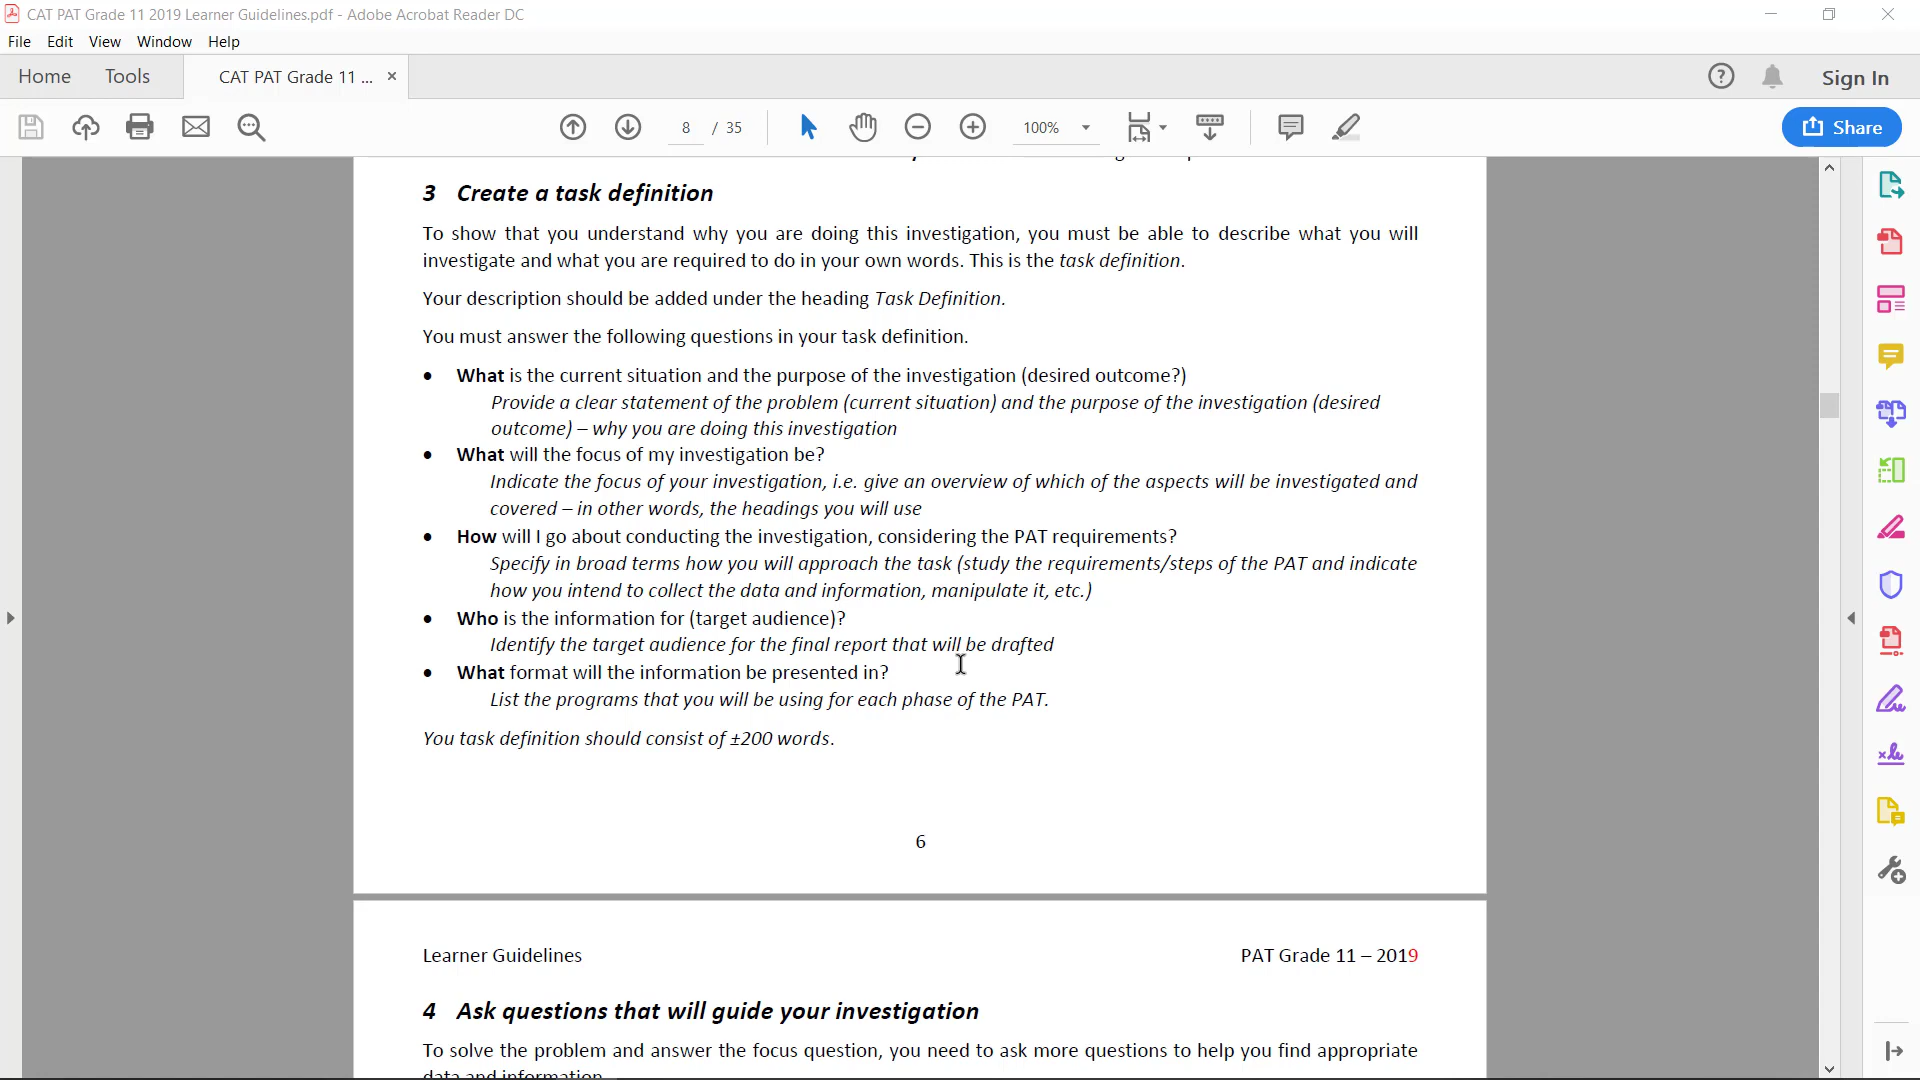 CAT PAT Grade 11 2019 Learner Guidelines.pdf - Adobe Acrobat Reader DC
File Edit View Window Help
Home Tools CAT PAT Grade 11 ... × Sign In
8 / 35 100% Share
3 Create a task definition
To show that you understand why you are doing this investigation, you must be able to describe what you will
investigate and what you are required to do in your own words. This is the task definition.
Your description should be added under the heading Task Definition.
You must answer the following questions in your task definition.
• What is the current situation and the purpose of the investigation (desired outcome?)
Provide a clear statement of the problem (current situation) and the purpose of the investigation (desired
outcome) – why you are doing this investigation
• What will the focus of my investigation be?
Indicate the focus of your investigation, i.e. give an overview of which of the aspects will be investigated and
covered – in other words, the headings you will use
• How will I go about conducting the investigation, considering the PAT requirements?
Specify in broad terms how you will approach the task (study the requirements/steps of the PAT and indicate
how you intend to collect the data and information, manipulate it, etc.)
• Who is the information for (target audience)?
Identify the target audience for the final report that will be drafted
• What format will the information be presented in?
List the programs that you will be using for each phase of the PAT.
You task definition should consist of ±200 words.
6
Learner Guidelines PAT Grade 11 – 2019
4 Ask questions that will guide your investigation
To solve the problem and answer the focus question, you need to ask more questions to help you find appropriate
data and information.